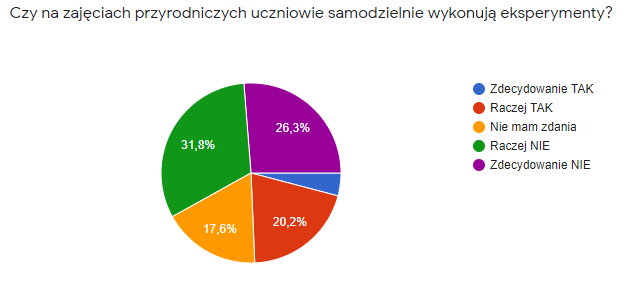 Czy na zajęciach przyrodniczych uczniowie samodzielnie wykonują eksperymenty?
26,3%
31,8%
20,2%
17,6%
Zdecydowanie TAK
Raczej TAK
Nie mam zdania
Raczej NIE
Zdecydowanie NIE